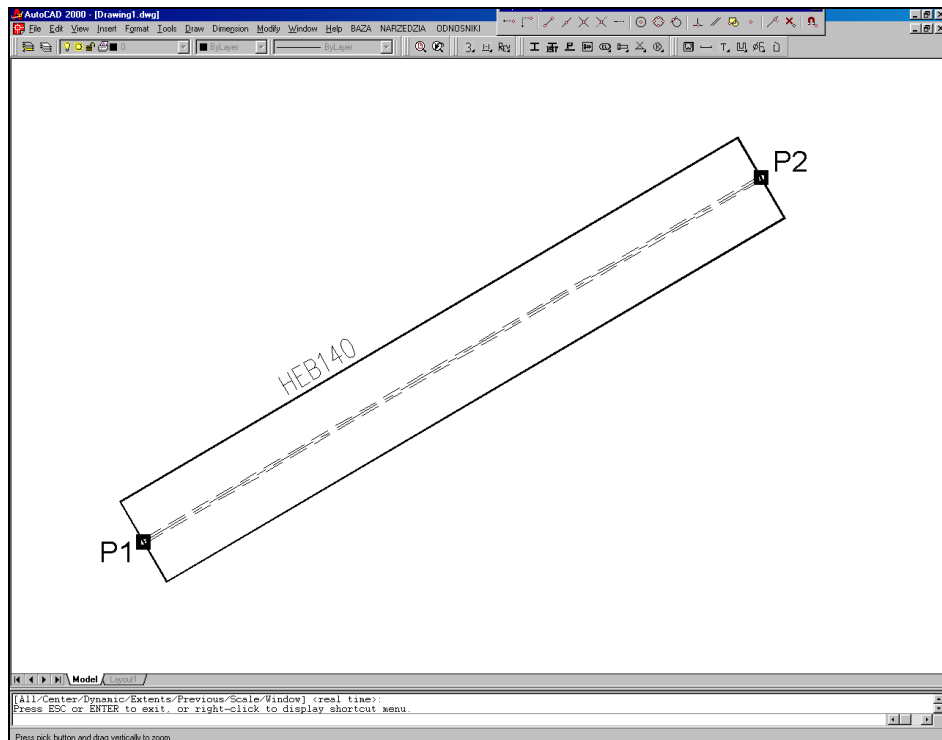 AutoCAD 2000 - [Drawing1.dwg]
File Edit View Insert Format Tools Draw Dimension Modify Window Help BAZA NARZEDZIA ODNOSNIKI
0 ByLayer ByLayer
P2
HEB140
P1
Model Layout1
[All/Center/Dynamic/Extents/Previous/Scale/Window] <real time>:
Press ESC or ENTER to exit, or right-click to display shortcut menu.
Press pick button and drag vertically to zoom.